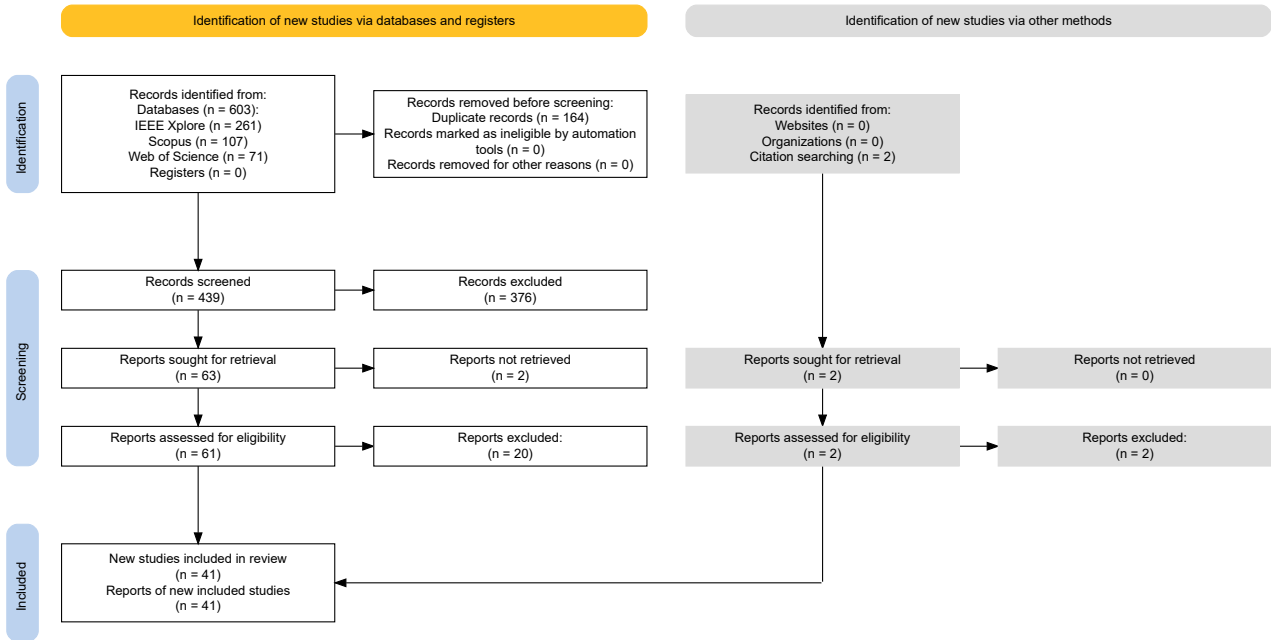 Identification of new studies via databases and registers
Identification of new studies via other methods
Identification
Records identified from:
Databases (n = 603):
IEEE Xplore (n = 261)
Scopus (n = 107)
Web of Science (n = 71)
Registers (n = 0)
Records removed before screening:
Duplicate records (n = 164)
Records marked as ineligible by automation
tools (n = 0)
Records removed for other reasons (n = 0)
Records identified from:
Websites (n = 0)
Organizations (n = 0)
Citation searching (n = 2)
Screening
Records screened
(n = 439)
Records excluded
(n = 376)
Reports sought for retrieval
(n = 63)
Reports not retrieved
(n = 2)
Reports sought for retrieval
(n = 2)
Reports not retrieved
(n = 0)
Reports assessed for eligibility
(n = 61)
Reports excluded:
(n = 20)
Reports assessed for eligibility
(n = 2)
Reports excluded:
(n = 2)
Included
New studies included in review
(n = 41)
Reports of new included studies
(n = 41)